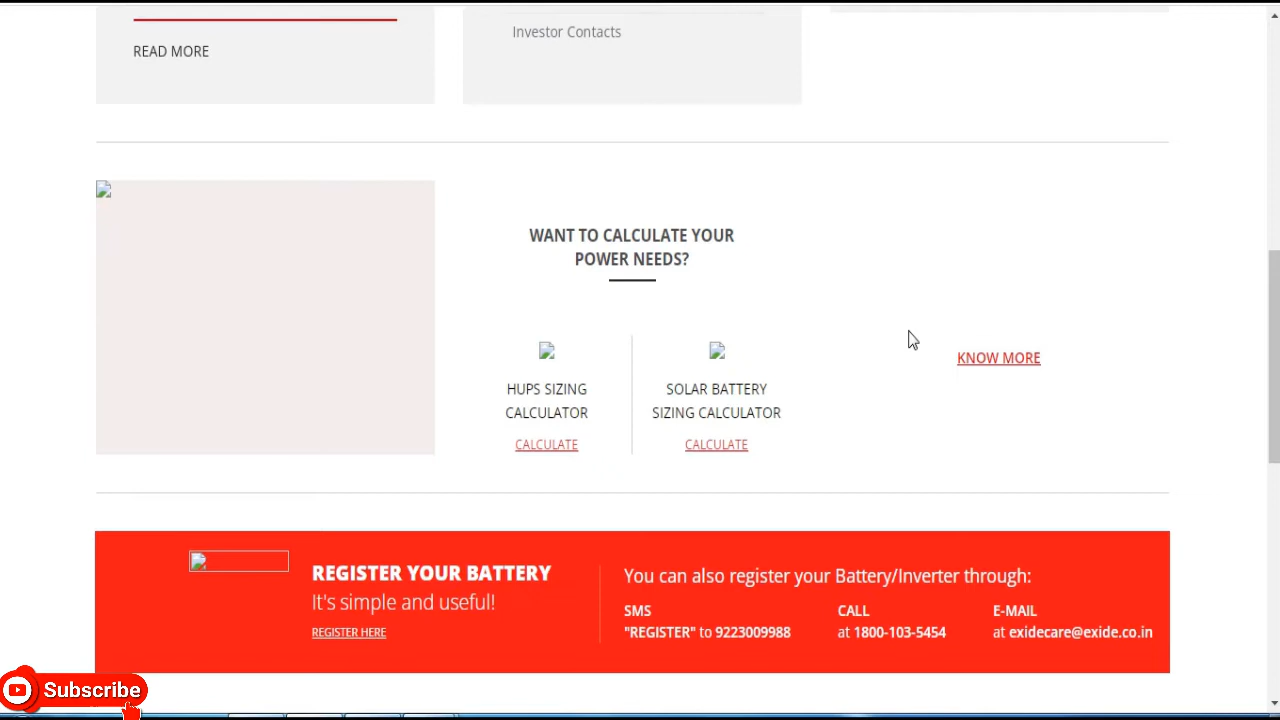 READ MORE
Investor Contacts
WANT TO CALCULATE YOUR
POWER NEEDS?
HUPS SIZING
CALCULATOR
CALCULATE
SOLAR BATTERY
SIZING CALCULATOR
CALCULATE
KNOW MORE
REGISTER YOUR BATTERY
It's simple and useful!
REGISTER HERE
You can also register your Battery/Inverter through:
SMS
"REGISTER" to 9223009988
CALL
at 1800-103-5454
E-MAIL
at exidecare@exide.co.in
Subscribe